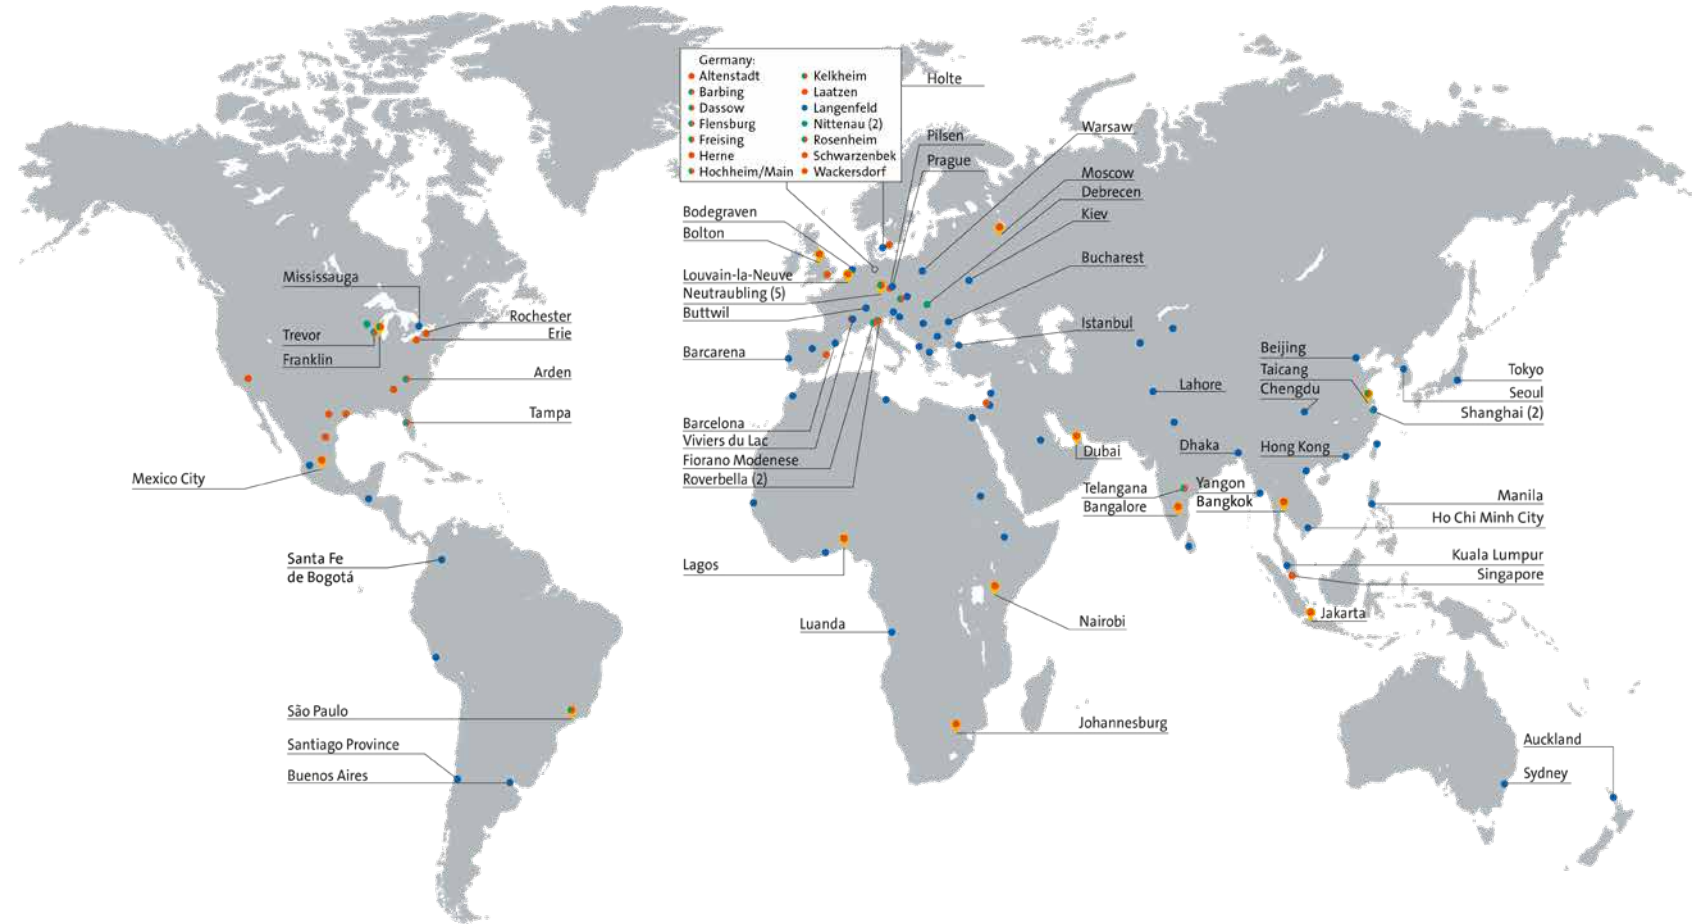 Germany:
Altenstadt
Barbing
Dassow
Flensburg
Freising
Herne
Hochheim/Main
Kelkheim
Laatzen
Langenfeld
Nittenau (2)
Rosenheim
Schwarzenbek
Wackersdorf
Holte
Pilsen
Prague
Warsaw
Moscow
Debrecen
Kiev
Bucharest
Istanbul
Bodegraven
Bolton
Louvain-la-Neuve
Neutraubling (5)
Buttwil
Barcarena
Barcelona
Viviers du Lac
Fiorano Modenese
Roverbella (2)
Mississauga
Rochester
Trevor
Erie
Franklin
Arden
Tampa
Mexico City
Santa Fe
de Bogotá
São Paulo
Santiago Province
Buenos Aires
Lagos
Luanda
Nairobi
Johannesburg
Dubai
Lahore
Dhaka
Telangana
Bangalore
Yangon
Bangkok
Beijing
Taicang
Chengdu
Hong Kong
Tokyo
Seoul
Shanghai (2)
Manila
Ho Chi Minh City
Kuala Lumpur
Singapore
Jakarta
Auckland
Sydney